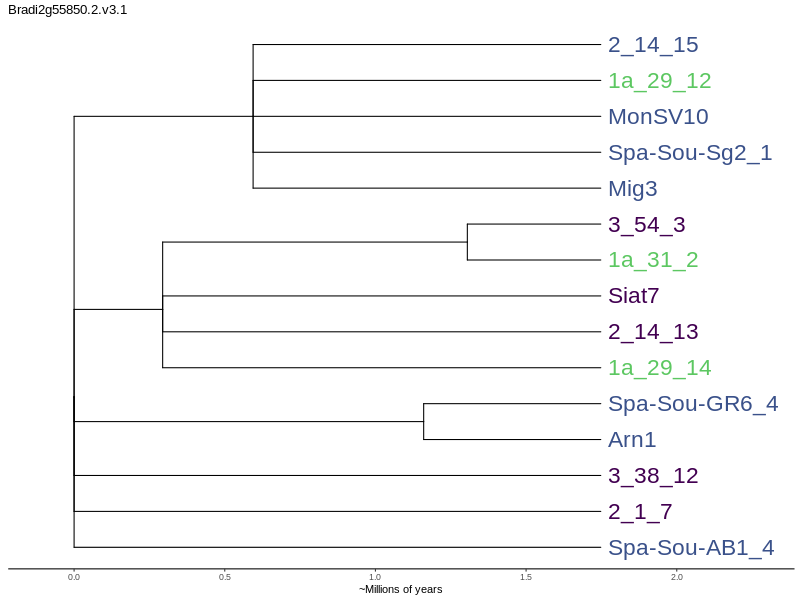 Bradi2g55850.2.v3.1
2_14_15
1a_29_12
MonSV10
Spa-Sou-Sg2_1
Mig3
3_54_3
1a_31_2
Siat7
2_14_13
1a_29_14
Spa-Sou-GR6_4
Arn1
3_38_12
2_1_7
Spa-Sou-AB1_4
0.0 0.5 1.0 1.5 2.0
~Millions of years